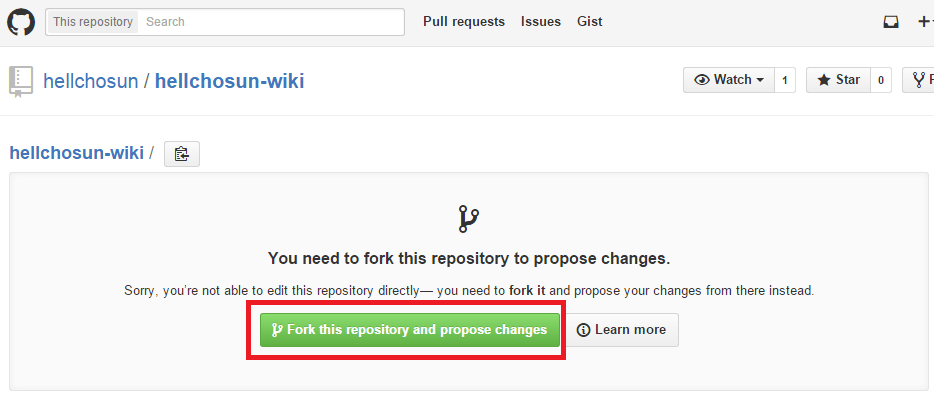 This repository Search Pull requests Issues Gist
hellchosun / hellchosun-wiki Watch 1 Star 0
hellchosun-wiki /
You need to fork this repository to propose changes.
Sorry, you're not able to edit this repository directly— you need to fork it and propose your changes from there instead.
Fork this repository and propose changes Learn more